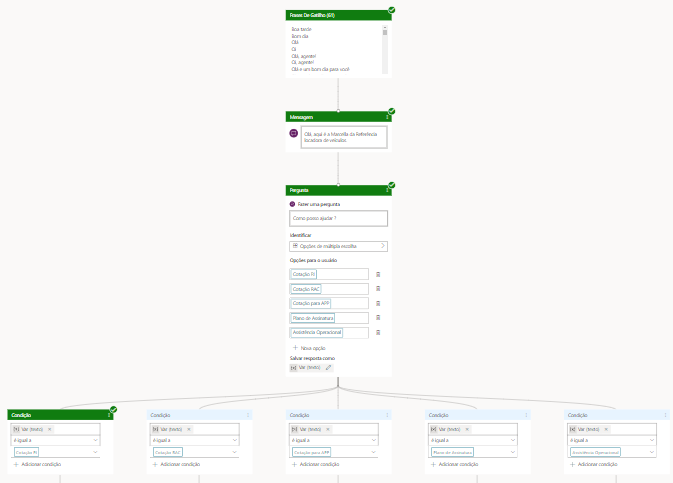 Frases De Gatilho (61)
Boa tarde
Bom dia
Olá
Oi
Olá, agente!
Oi, agente!
Olá e um bom dia para você
Mensagem
Olá, aqui é a Marcella da Referência
locadora de veículos
Pergunta
Fazer uma pergunta
Como posso ajudar ?
Identificar
Opções de múltipla escolha
Opções para o usuário
Cotação FI
Cotação RAC
Cotação para APP
Plano de Assinatura
Assistência Operacional
Nova opção
Salvar resposta como
{x} Var (texto)
Condição
{x} Var (texto) ×
é igual a
Cotação FI
+ Adicionar condição
Condição
{x} Var (texto) ×
é igual a
Cotação RAC
+ Adicionar condição
Condição
{x} Var (texto) ×
é igual a
Cotação para APP
+ Adicionar condição
Condição
{x} Var (texto) ×
é igual a
Plano de Assinatura
+ Adicionar condição
Condição
{x} Var (texto) ×
é igual a
Assistência Operacional
+ Adicionar condição